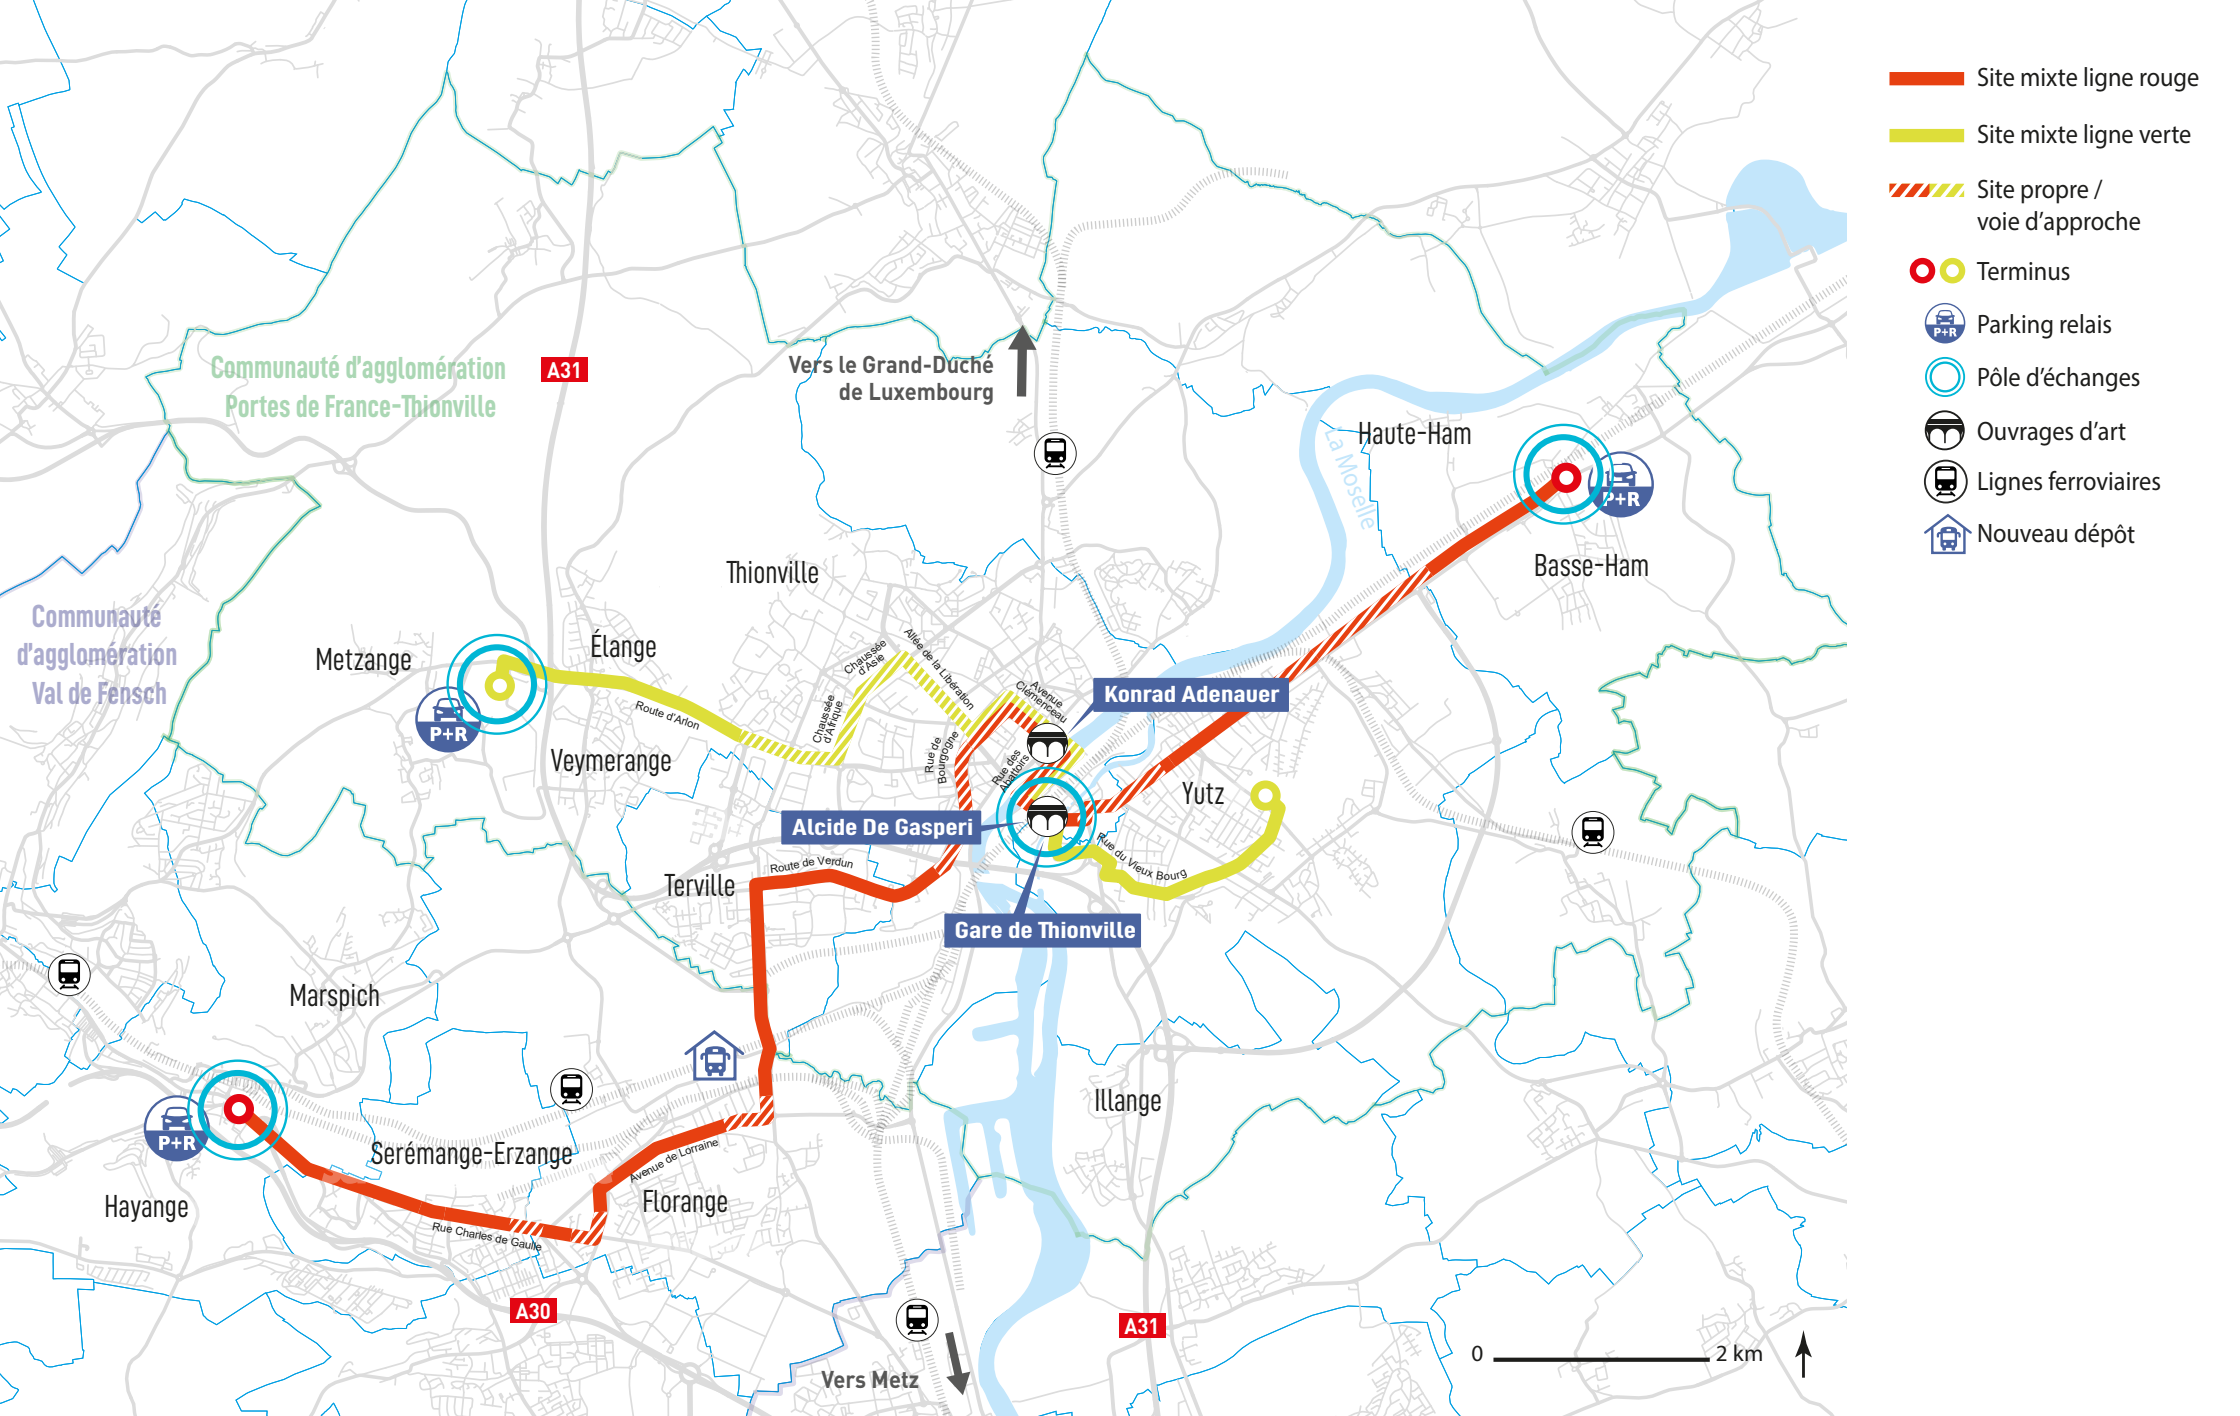 Site mixte ligne rouge
Site mixte ligne verte
Site propre /
voie d'approche
Terminus
P+R
Parking relais
Pôle d'échanges
Ouvrages d'art
Lignes ferroviaires
Nouveau dépôt
Communauté d'agglomération
Portes de France-Thionville
A31
Vers le Grand-Duché
de Luxembourg
La Moselle
Haute-Ham
P+R
Basse-Ham
Thionville
Communauté
d'agglomération
Val de Fensch
Metzange
Élange
P+R
Route d'Arlon
Veymerange
Chaussée
d'Afrique
Chaussée
d'Asie
Allée de la Libération
Avenue
Clémenceau
Rue de
Bourgogne
Rue des
Abattoirs
Konrad Adenauer
Alcide De Gasperi
Yutz
Rue du Vieux Bourg
Route de Verdun
Terville
Gare de Thionville
Marspich
Illange
P+R
Hayange
Serémange-Erzange
Avenue de Lorraine
Florange
Rue Charles de Gaulle
A30
A31
Vers Metz
0
2 km